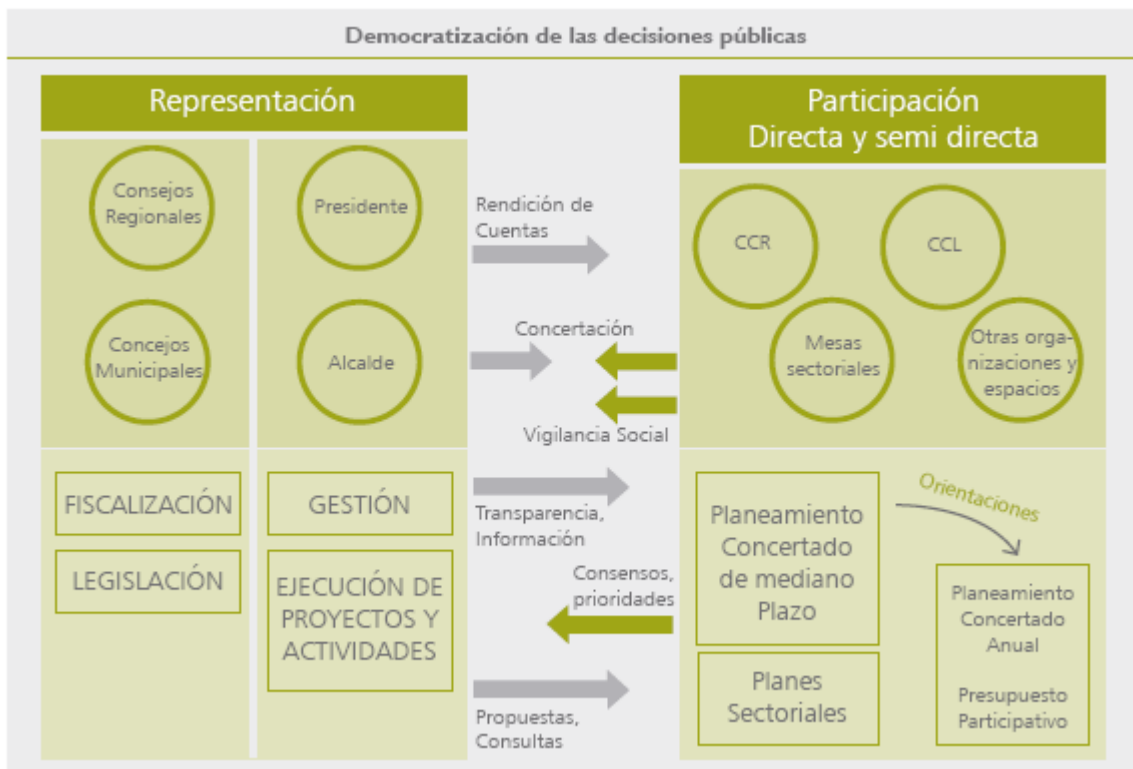 Democratización de las decisiones públicas
Representación
Consejos
Regionales
Presidente
Concejos
Municipales
Alcalde
FISCALIZACIÓN
LEGISLACIÓN
GESTIÓN
EJECUCIÓN DE
PROYECTOS Y
ACTIVIDADES
Rendición de
Cuentas
Concertación
Vigilancia Social
Transparencia,
Información
Consensos,
prioridades
Propuestas,
Consultas
Participación
Directa y semi directa
CCR
CCL
Mesas
sectoriales
Otras orga-
nizaciones y
espacios
Planeamiento
Concertado
de mediano
Plazo
Orientaciones
Planes
Sectoriales
Planeamiento
Concertado
Anual
Presupuesto
Participativo